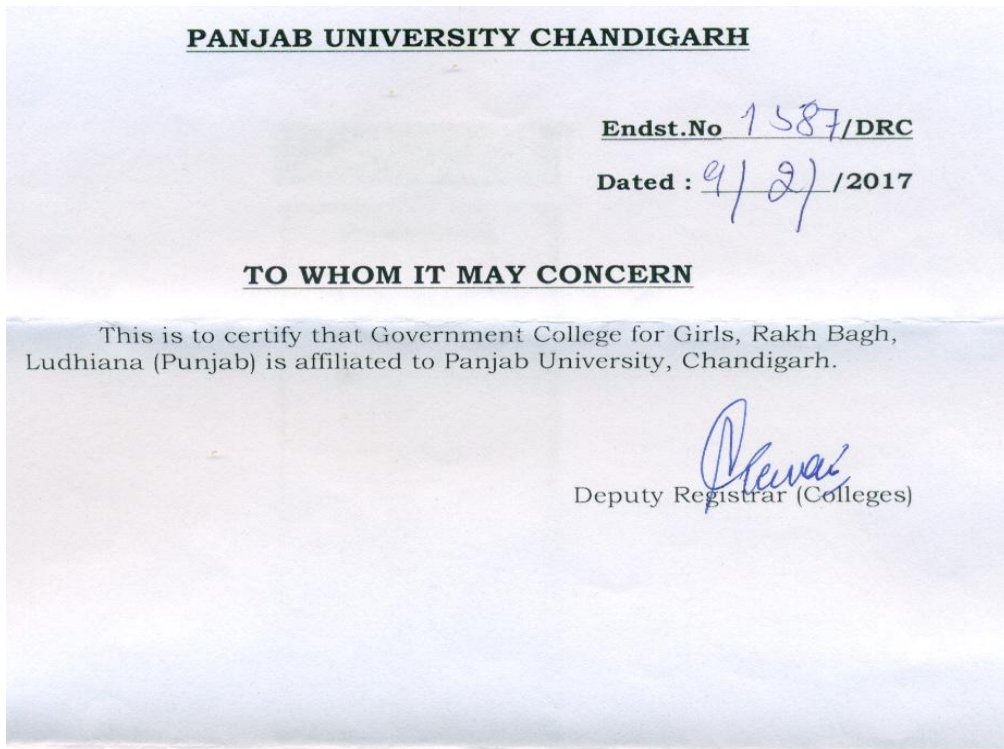 PANJAB UNIVERSITY CHANDIGARH
Endst.No 1587/DRC
Dated : 9/2/ /2017
TO WHOM IT MAY CONCERN
This is to certify that Government College for Girls, Rakh Bagh,
Ludhiana (Punjab) is affiliated to Panjab University, Chandigarh.
Deputy Registrar (Colleges)